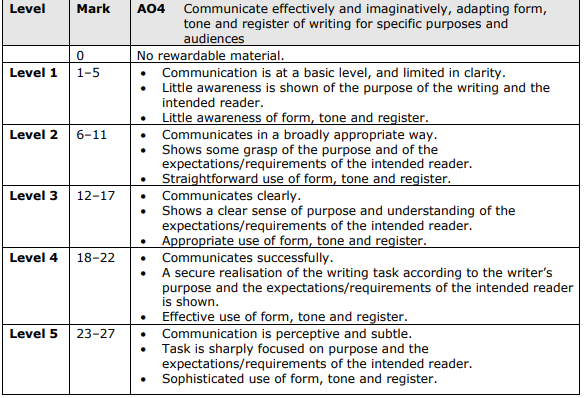 Level Mark AO4 Communicate effectively and imaginatively, adapting form,
tone and register of writing for specific purposes and
audiences
0 No rewardable material.
Level 1 1–5 • Communication is at a basic level, and limited in clarity.
• Little awareness is shown of the purpose of the writing and the
intended reader.
• Little awareness of form, tone and register.
Level 2 6–11 • Communicates in a broadly appropriate way.
• Shows some grasp of the purpose and of the
expectations/requirements of the intended reader.
• Straightforward use of form, tone and register.
Level 3 12–17 • Communicates clearly.
• Shows a clear sense of purpose and understanding of the
expectations/requirements of the intended reader.
• Appropriate use of form, tone and register.
Level 4 18–22 • Communicates successfully.
• A secure realisation of the writing task according to the writer's
purpose and the expectations/requirements of the intended reader
is shown.
• Effective use of form, tone and register.
Level 5 23–27 • Communication is perceptive and subtle.
• Task is sharply focused on purpose and the
expectations/requirements of the intended reader.
• Sophisticated use of form, tone and register.